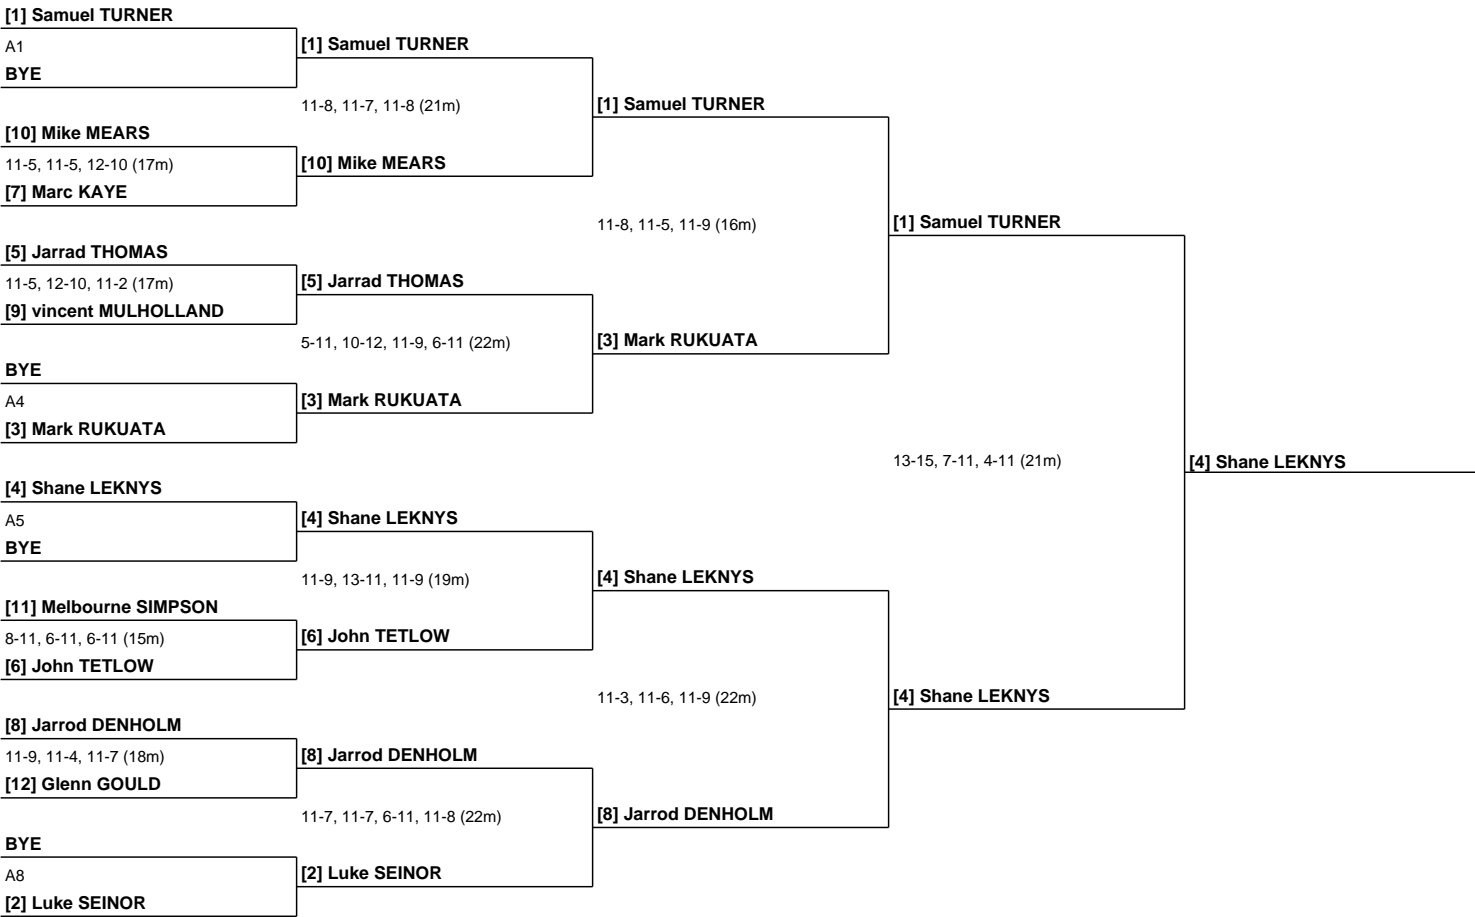 [1] Samuel TURNER
A1
BYE
[10] Mike MEARS
11-5, 11-5, 12-10 (17m)
[7] Marc KAYE
[5] Jarrad THOMAS
11-5, 12-10, 11-2 (17m)
[9] vincent MULHOLLAND
BYE
A4
[3] Mark RUKUATA
[4] Shane LEKNYS
A5
BYE
[11] Melbourne SIMPSON
8-11, 6-11, 6-11 (15m)
[6] John TETLOW
[8] Jarrod DENHOLM
11-9, 11-4, 11-7 (18m)
[12] Glenn GOULD
BYE
A8
[2] Luke SEINOR
[1] Samuel TURNER
11-8, 11-7, 11-8 (21m)
[10] Mike MEARS
[5] Jarrad THOMAS
5-11, 10-12, 11-9, 6-11 (22m)
[3] Mark RUKUATA
[4] Shane LEKNYS
11-9, 13-11, 11-9 (19m)
[6] John TETLOW
[8] Jarrod DENHOLM
11-7, 11-7, 6-11, 11-8 (22m)
[2] Luke SEINOR
[1] Samuel TURNER
11-8, 11-5, 11-9 (16m)
[3] Mark RUKUATA
[4] Shane LEKNYS
11-3, 11-6, 11-9 (22m)
[8] Jarrod DENHOLM
[1] Samuel TURNER
13-15, 7-11, 4-11 (21m)
[4] Shane LEKNYS
[4] Shane LEKNYS